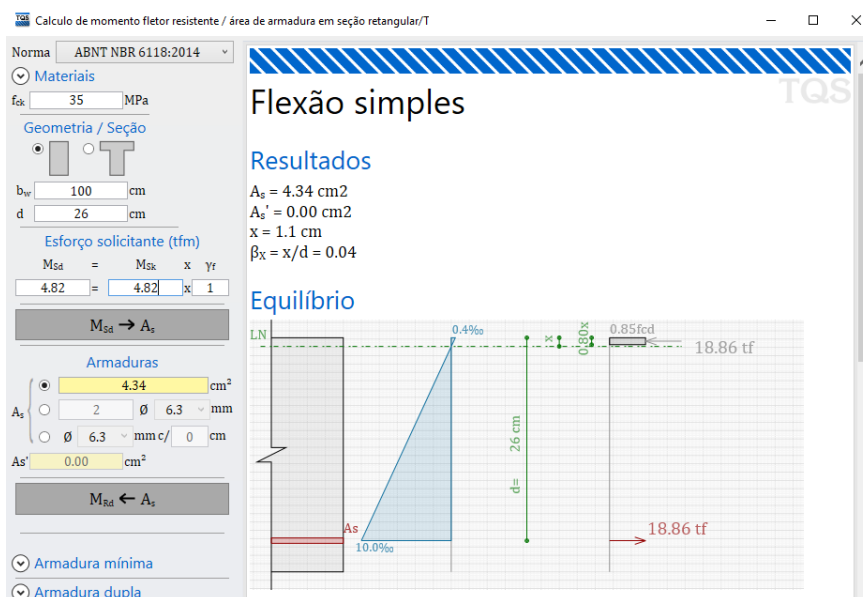 TQS Calculo de momento fletor resistente / área de armadura em seção retangular/T
Norma ABNT NBR 6118:2014
Materiais
fck 35 MPa
Geometria / Seção
bw 100 cm
d 26 cm
Esforço solicitante (tfm)
MSd = MSk x γf
4.82 = 4.82 x 1
MSd → As
Armaduras
4.34 cm²
As 2 Ø 6.3 mm
Ø 6.3 mm c/ 0 cm
As' 0.00 cm²
MRd ← As
Armadura mínima
Armadura dupla
TQS
Flexão simples
Resultados
As = 4.34 cm2
As' = 0.00 cm2
x = 1.1 cm
βX = x/d = 0.04
Equilíbrio
LN 0.4‰ x 0.80x 0.85fcd
18.86 tf
d= 26 cm
As 18.86 tf
10.0‰